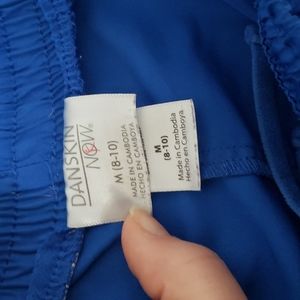 DANSKIN
NOW.
M (8-10)
MADE IN CAMBODIA
HECHO EN CAMBOYA
M
(8-10)
Made in Cambodia
Hecho en Camboya